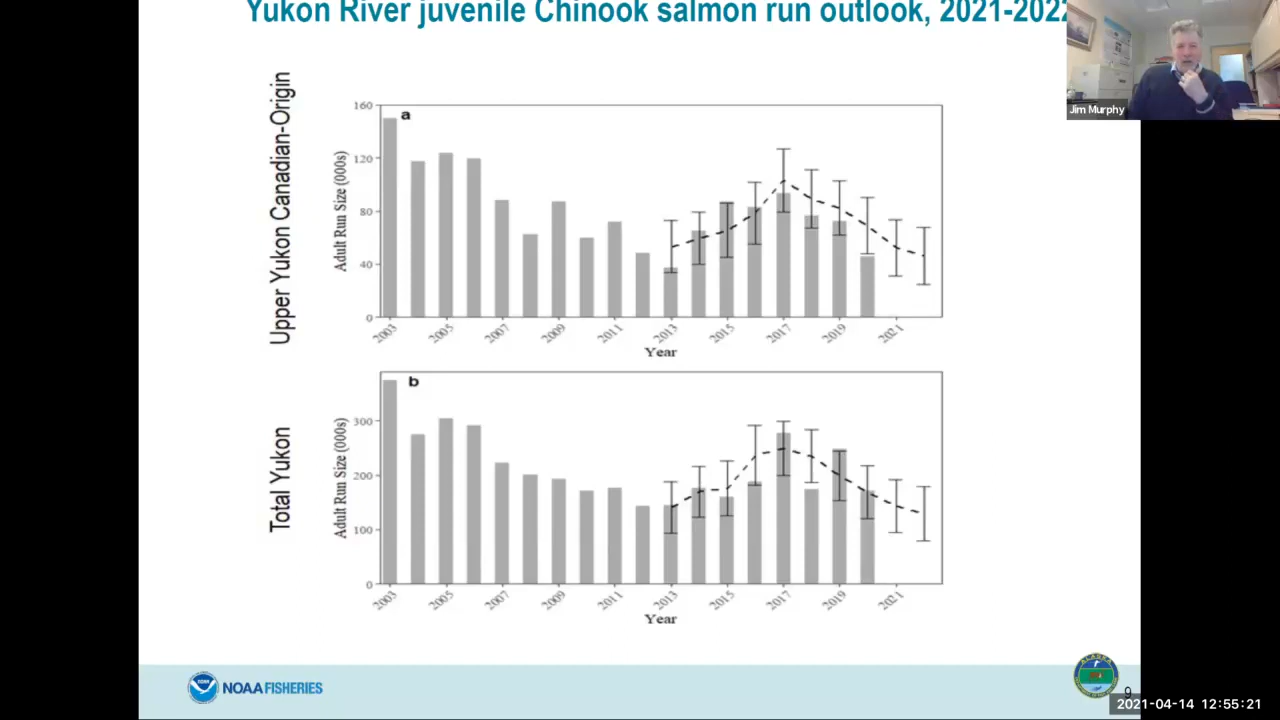 Yukon River juvenile Chinook salmon run outlook, 2021-2022
Jim Murphy
Upper Yukon Canadian-Origin
a
Adult Run Size (000s)
160
120
80
40
0
2003
2005
2007
2009
2011
2013
2015
2017
2019
2021
Year
Total Yukon
b
Adult Run Size (000s)
300
200
100
0
2003
2005
2007
2009
2011
2013
2015
2017
2019
2021
Year
NOAA FISHERIES
9
2021-04-14 12:55:21